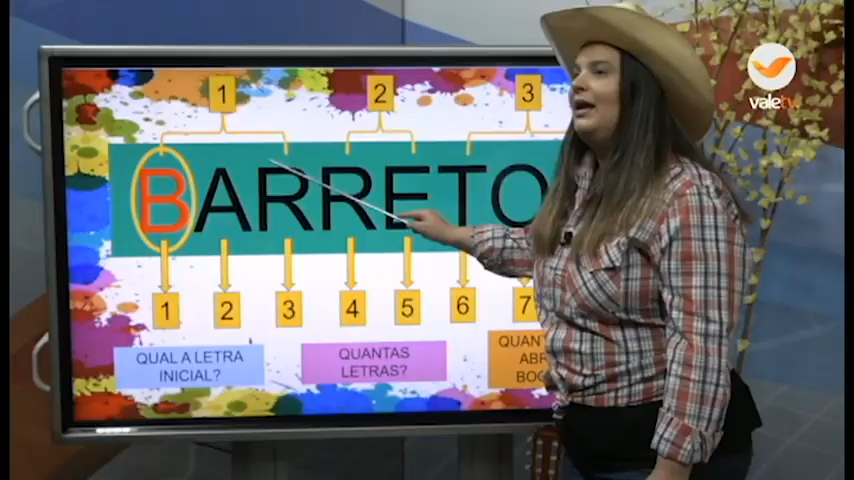 1 2 3
BARRETO
1 2 3 4 5 6 7
QUAL A LETRA
INICIAL?
QUANTAS
LETRAS?
valetv